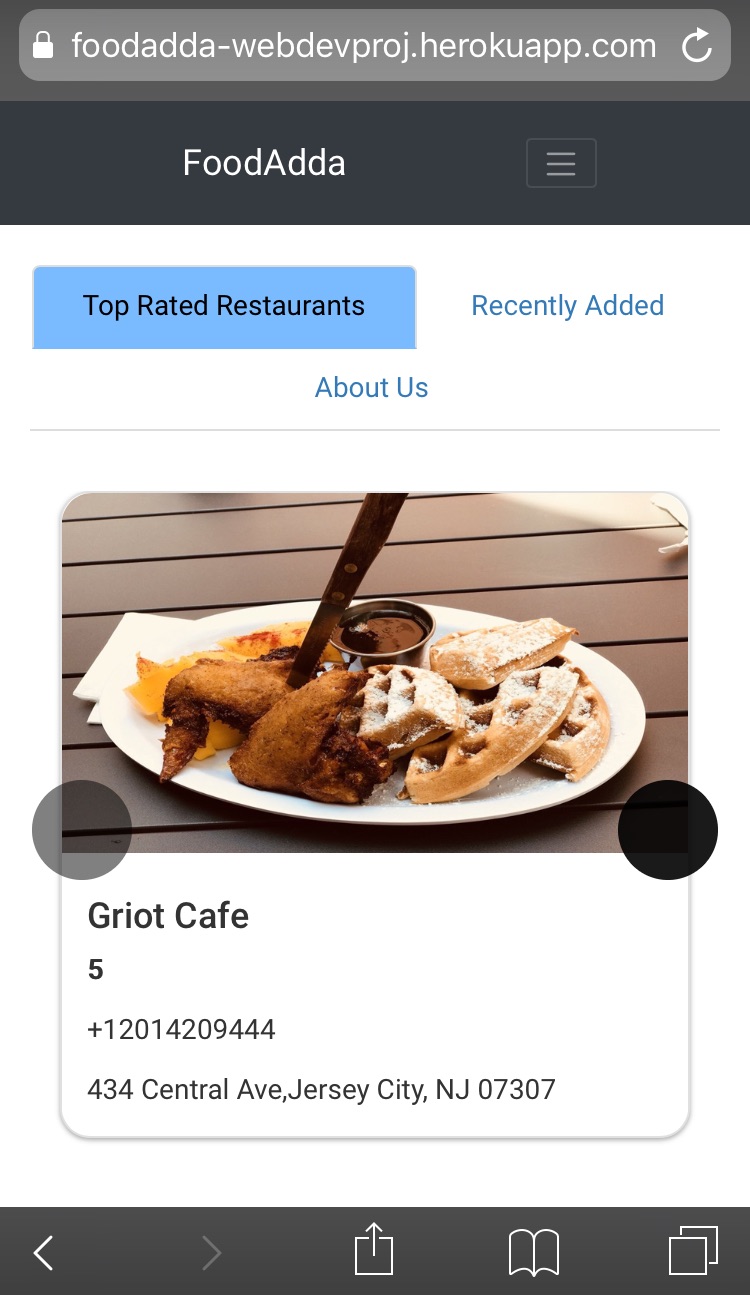 foodadda-webdevproj.herokuapp.com
FoodAdda
Top Rated Restaurants
Recently Added
About Us
Griot Cafe
5
+12014209444
434 Central Ave,Jersey City, NJ 07307